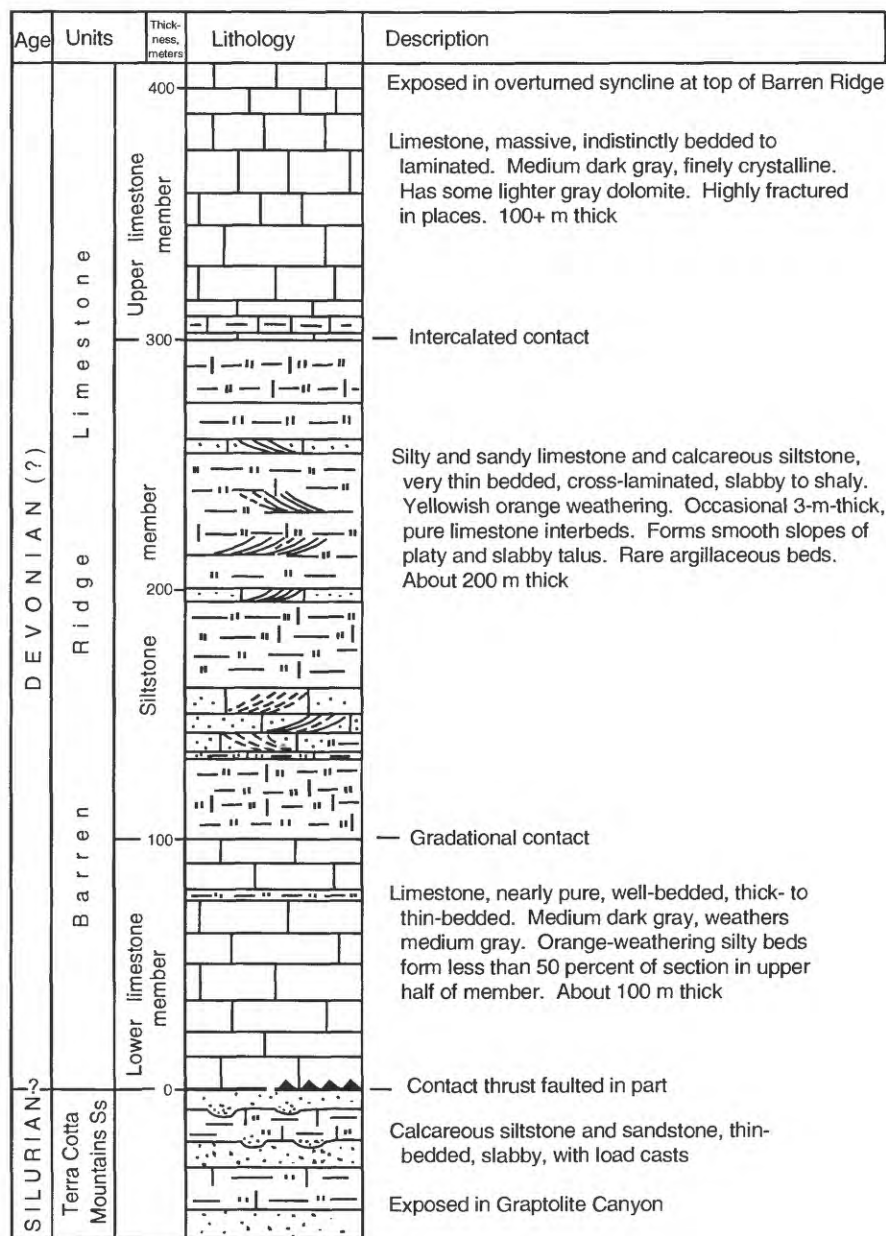 Age
Units
Thick-
ness,
meters
Lithology
Description
DEVONIAN (?)
?
SILURIAN
Barren Ridge Limestone
Terra Cotta
Mountains Ss
Upper limestone
member
Siltstone member
Lower limestone
member
400
300
200
100
0
Exposed in overturned syncline at top of Barren Ridge
Limestone, massive, indistinctly bedded to
laminated. Medium dark gray, finely crystalline.
Has some lighter gray dolomite. Highly fractured
in places. 100+ m thick
Intercalated contact
Silty and sandy limestone and calcareous siltstone,
very thin bedded, cross-laminated, slabby to shaly.
Yellowish orange weathering. Occasional 3-m-thick,
pure limestone interbeds. Forms smooth slopes of
platy and slabby talus. Rare argillaceous beds.
About 200 m thick
Gradational contact
Limestone, nearly pure, well-bedded, thick- to
thin-bedded. Medium dark gray, weathers
medium gray. Orange-weathering silty beds
form less than 50 percent of section in upper
half of member. About 100 m thick
Contact thrust faulted in part
Calcareous siltstone and sandstone, thin-
bedded, slabby, with load casts
Exposed in Graptolite Canyon